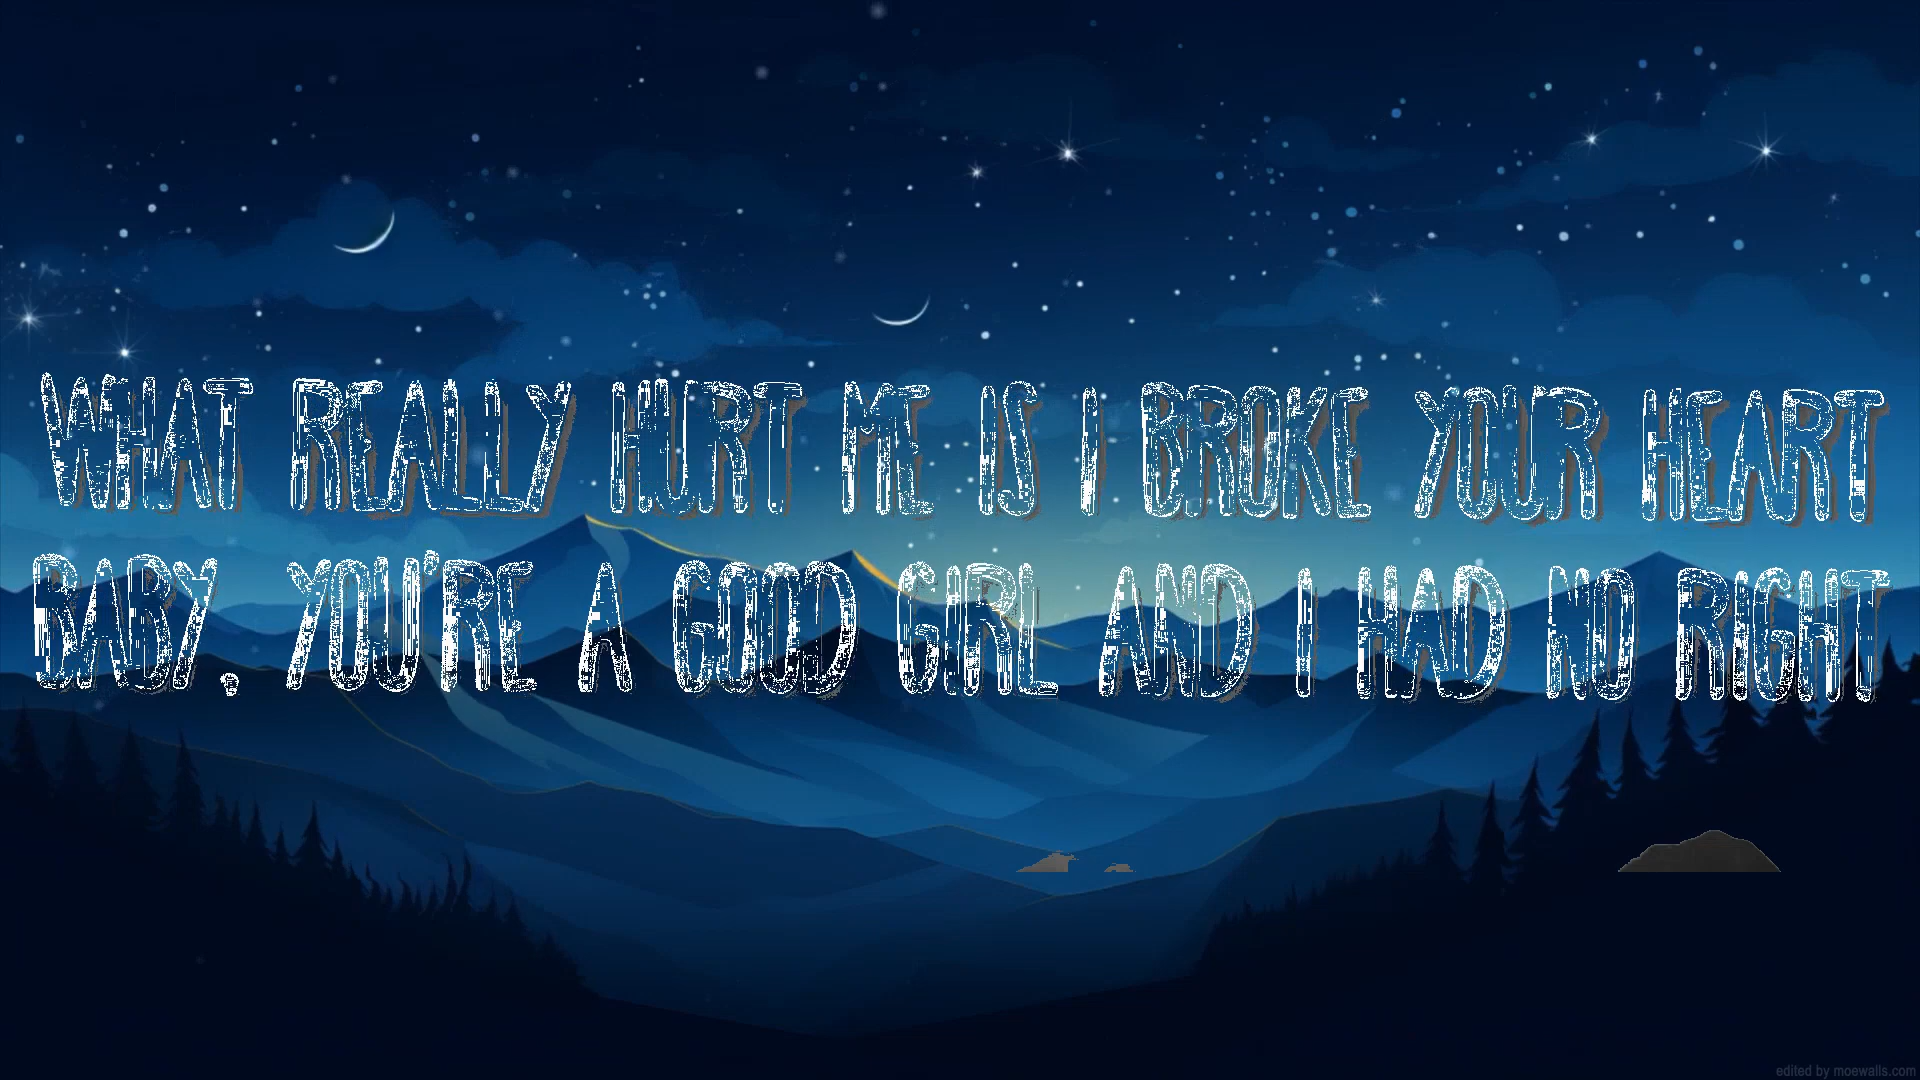 WHAT REALLY HURT ME IS I BROKE YOUR HEART
BABY, YOU'RE A GOOD GIRL AND I HAD NO RIGHT
edited by moewalls.com